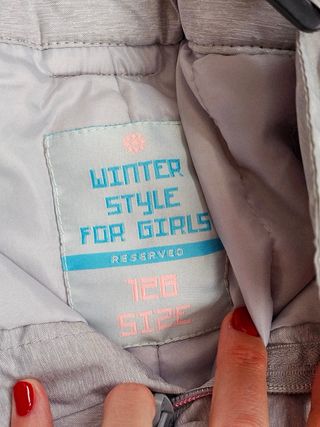 WINTER
STYLE
FOR GIRLS
RESERVED
128
SIZE